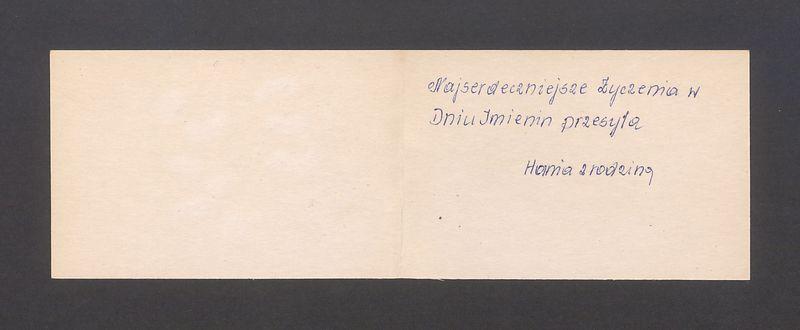 Najserdeczniejsze Życzenia w
Dniu Imienin przesyła
Hania z rodziną